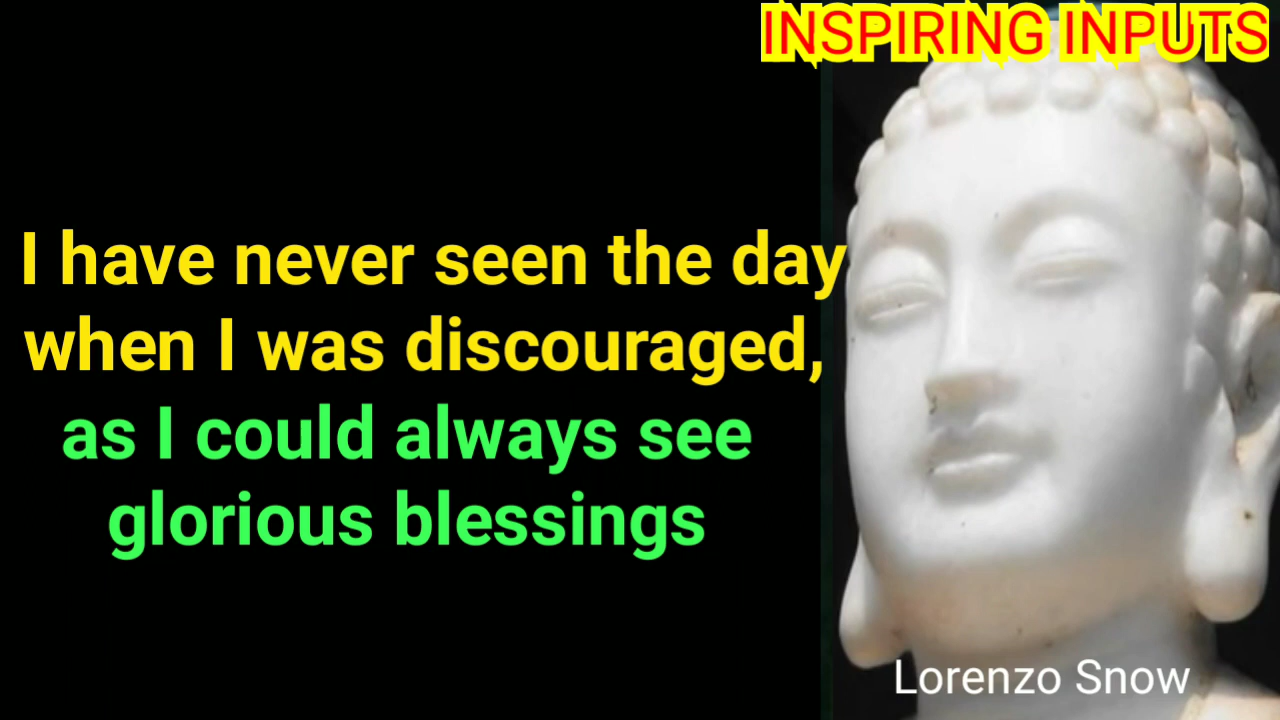 INSPIRING INPUTS
I have never seen the day
when I was discouraged,
as I could always see
glorious blessings
Lorenzo Snow